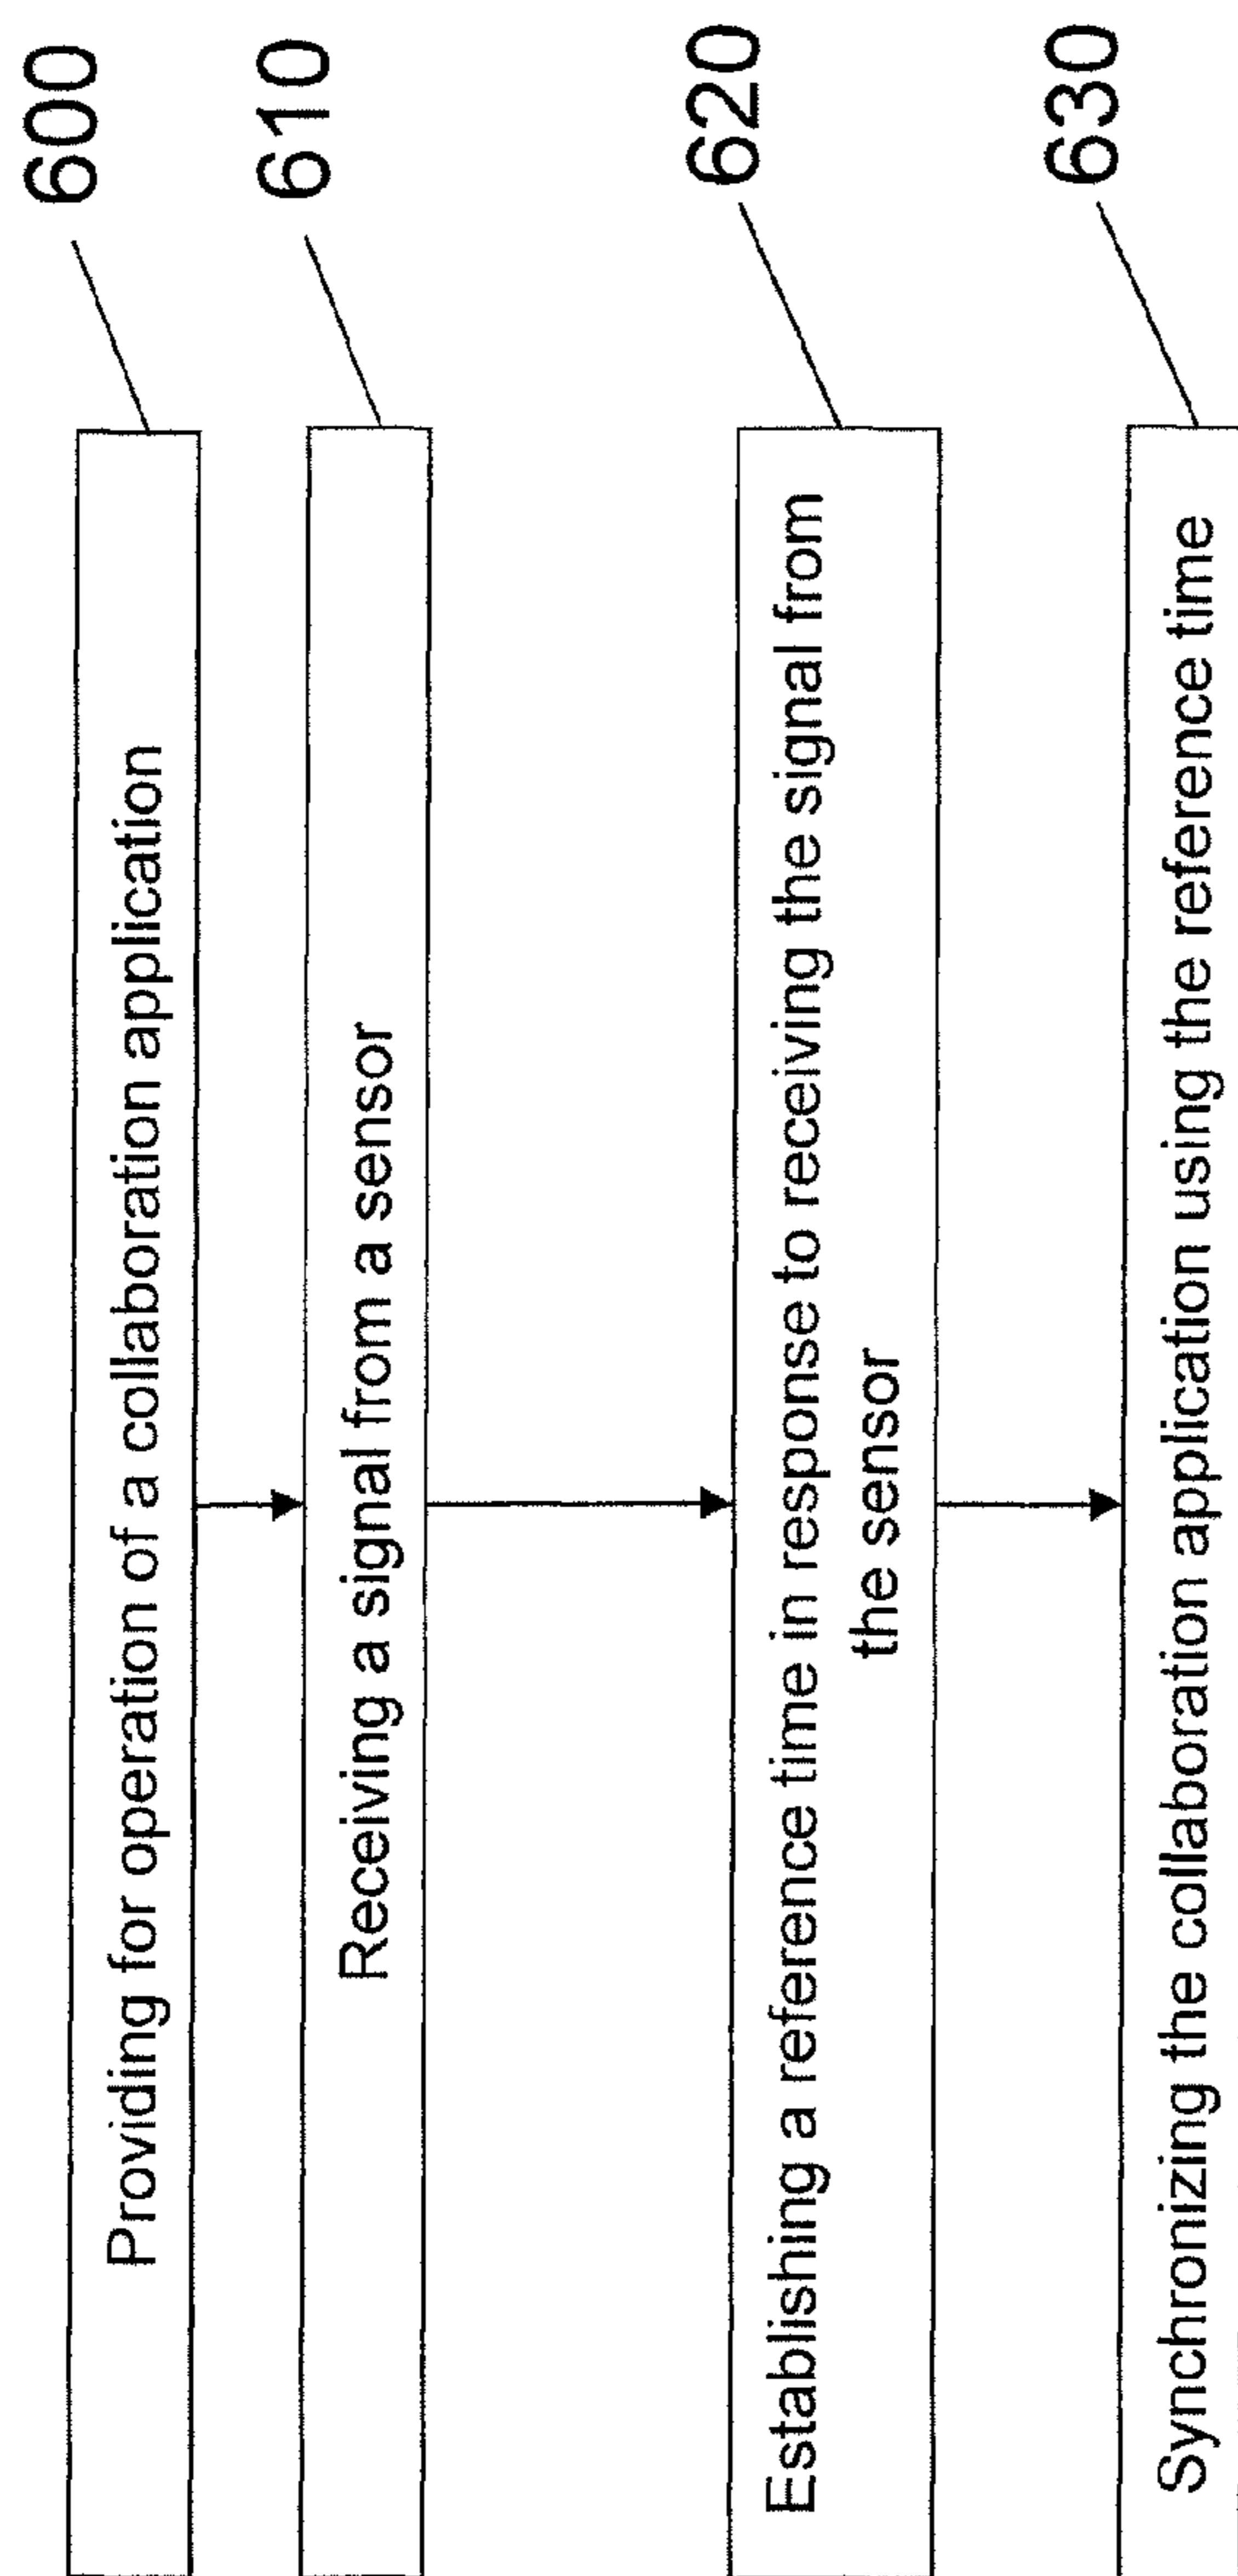 Providing for operation of a collaboration application
600
Receiving a signal from a sensor
610
Establishing a reference time in response to receiving the signal from
the sensor
620
Synchronizing the collaboration application using the reference time
630